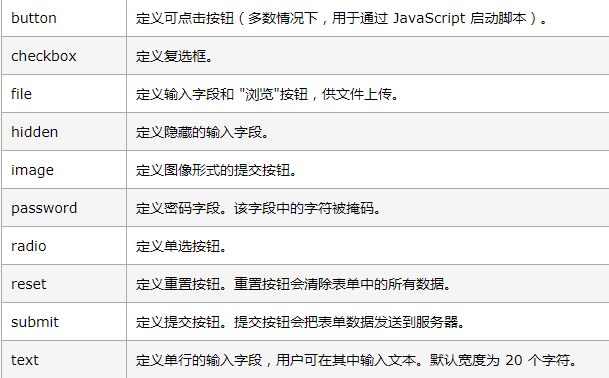 button 定义可点击按钮（多数情况下，用于通过 JavaScript 启动脚本）。
checkbox 定义复选框。
file 定义输入字段和 "浏览"按钮，供文件上传。
hidden 定义隐藏的输入字段。
image 定义图像形式的提交按钮。
password 定义密码字段。该字段中的字符被掩码。
radio 定义单选按钮。
reset 定义重置按钮。重置按钮会清除表单中的所有数据。
submit 定义提交按钮。提交按钮会把表单数据发送到服务器。
text 定义单行的输入字段，用户可在其中输入文本。默认宽度为 20 个字符。